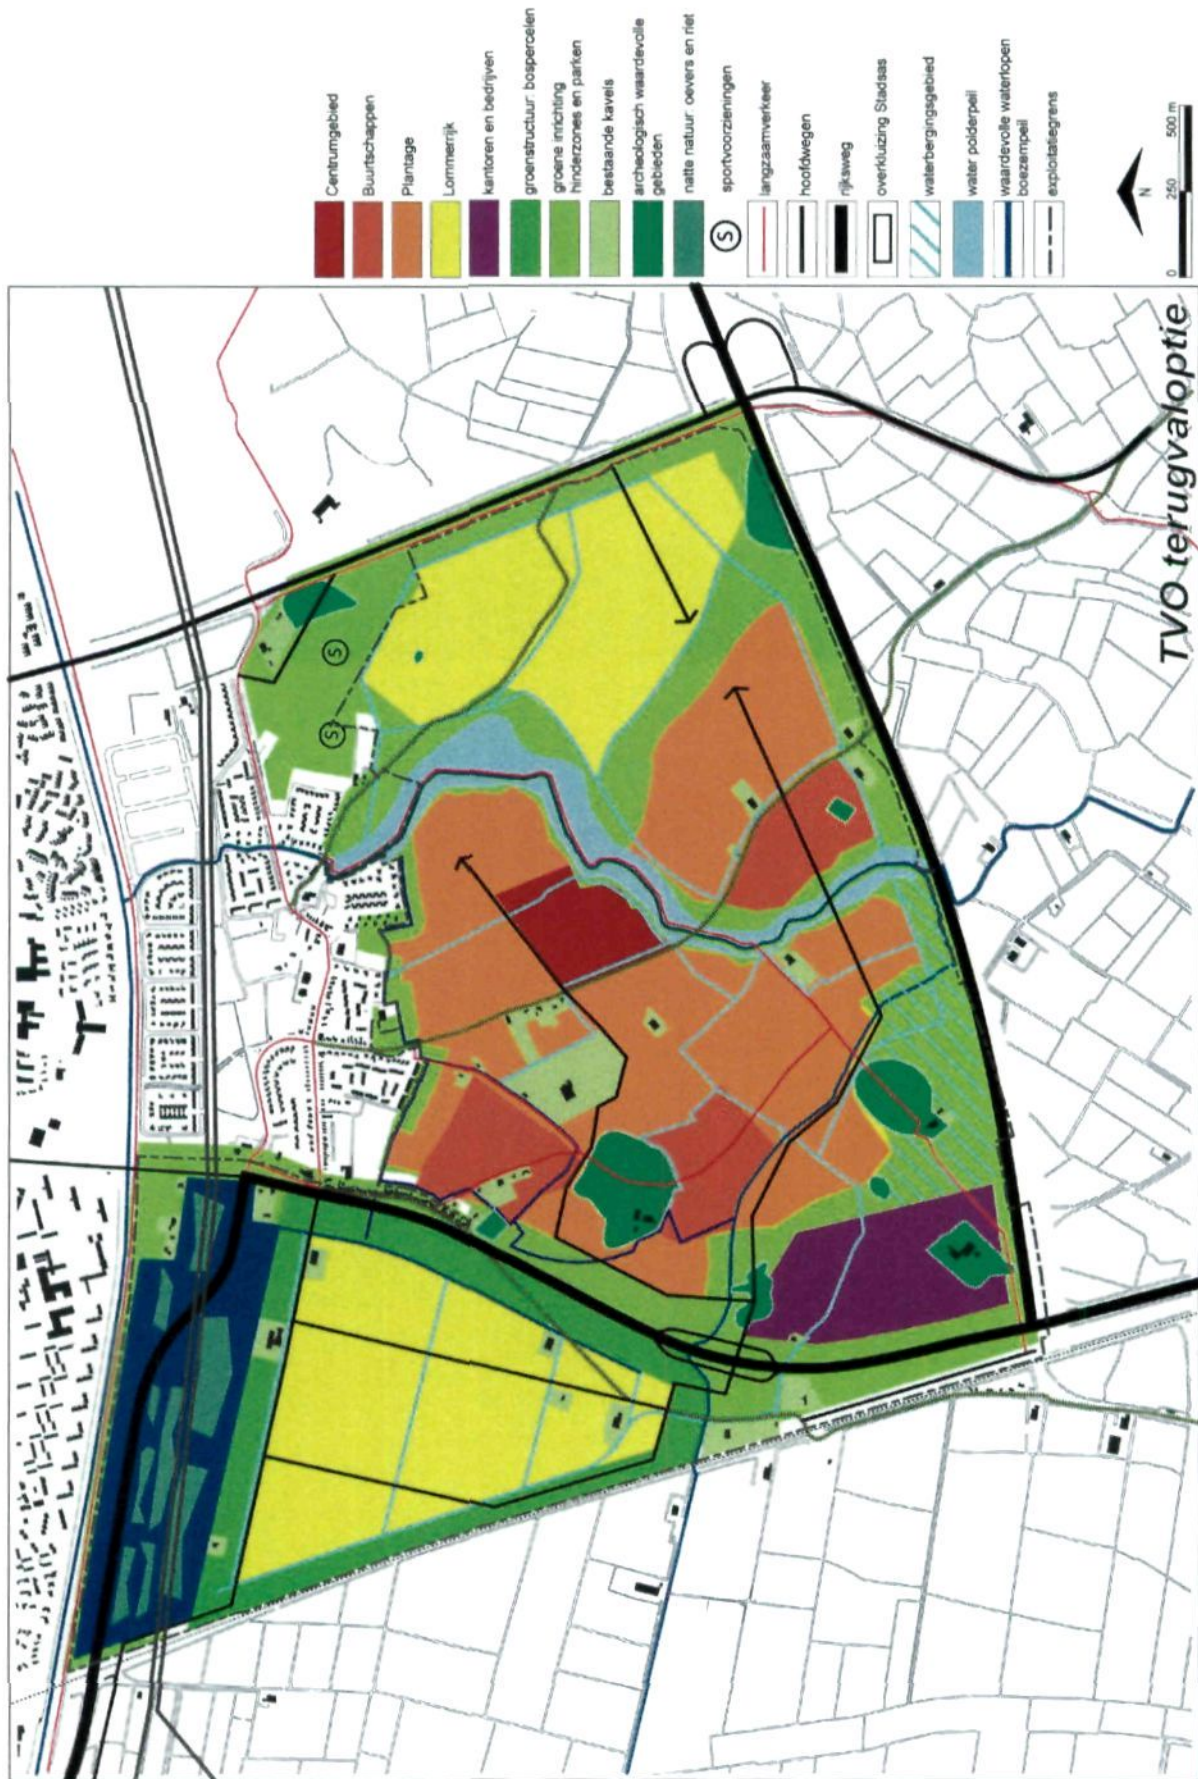 Centrumgebied
Buurtschappen
Plantage
Lommerrijk
kantoren en bedrijven
groenstructuur: bospercelen
groene inrichting
hinderzones en parken
bestaande kavels
archeologisch waardevolle
gebieden
natte natuur: oevers en riet
S sportvoorzieningen
langzaamverkeer
hoofdwegen
rijksweg
overkluizing Stadsas
waterbergingsgebied
water polderpeil
waardevolle waterlopen
boezempeil
exploitatiegrens
N
0 250 500 m
S
S
TVO terugvaloptie